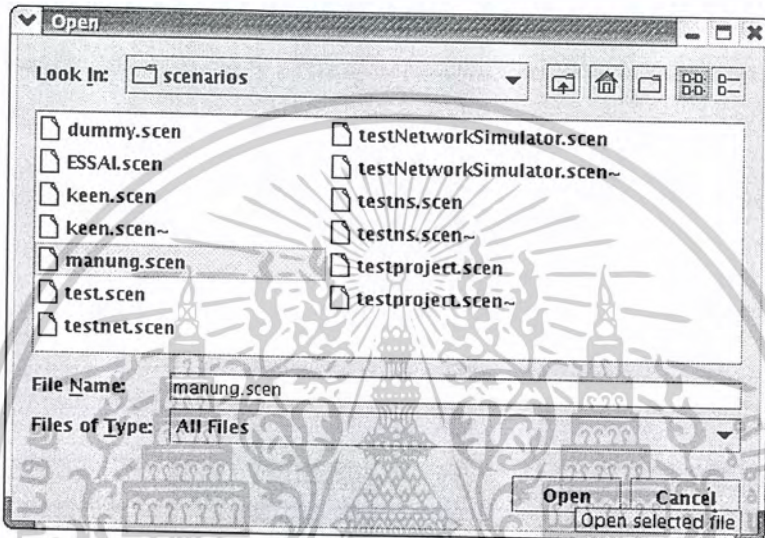 Open
Look In: scenarios
dummy.scen
ESSAI.scen
keen.scen
keen.scen~
manung.scen
test.scen
testnet.scen
testNetworkSimulator.scen
testNetworkSimulator.scen~
testns.scen
testns.scen~
testproject.scen
testproject.scen~
File Name: manung.scen
Files of Type: All Files
Open Cancel
Open selected file